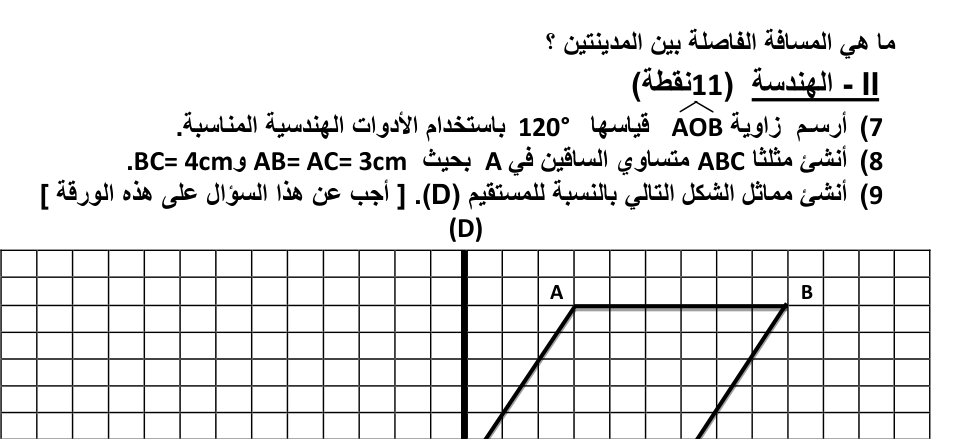 ما هي المسافة الفاصلة بين المدينتين ؟
II - الهندسة (11نقطة)
7) أرسم زاوية AOB قياسها 120° باستخدام الأدوات الهندسية المناسبة.
8) أنشئ مثلثا ABC متساوي الساقين في A بحيث AB= AC= 3cm وBC= 4cm.
9) أنشئ مماثل الشكل التالي بالنسبة للمستقيم (D). [ أجب عن هذا السؤال على هذه الورقة ]
(D)
A B